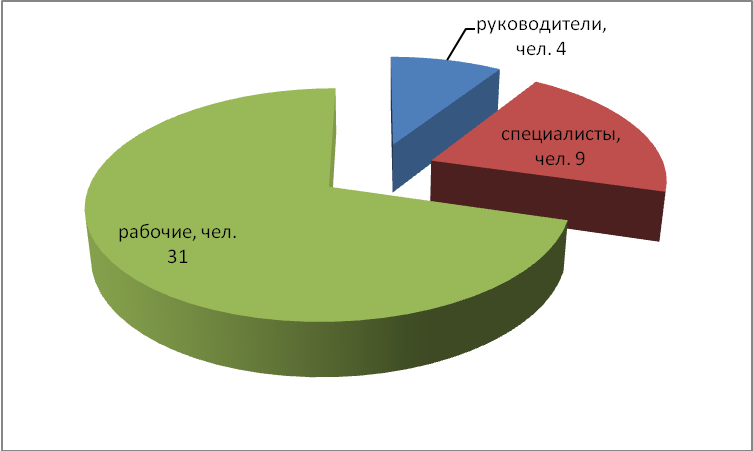 руководители,
чел. 4
специалисты,
чел. 9
рабочие, чел.
31